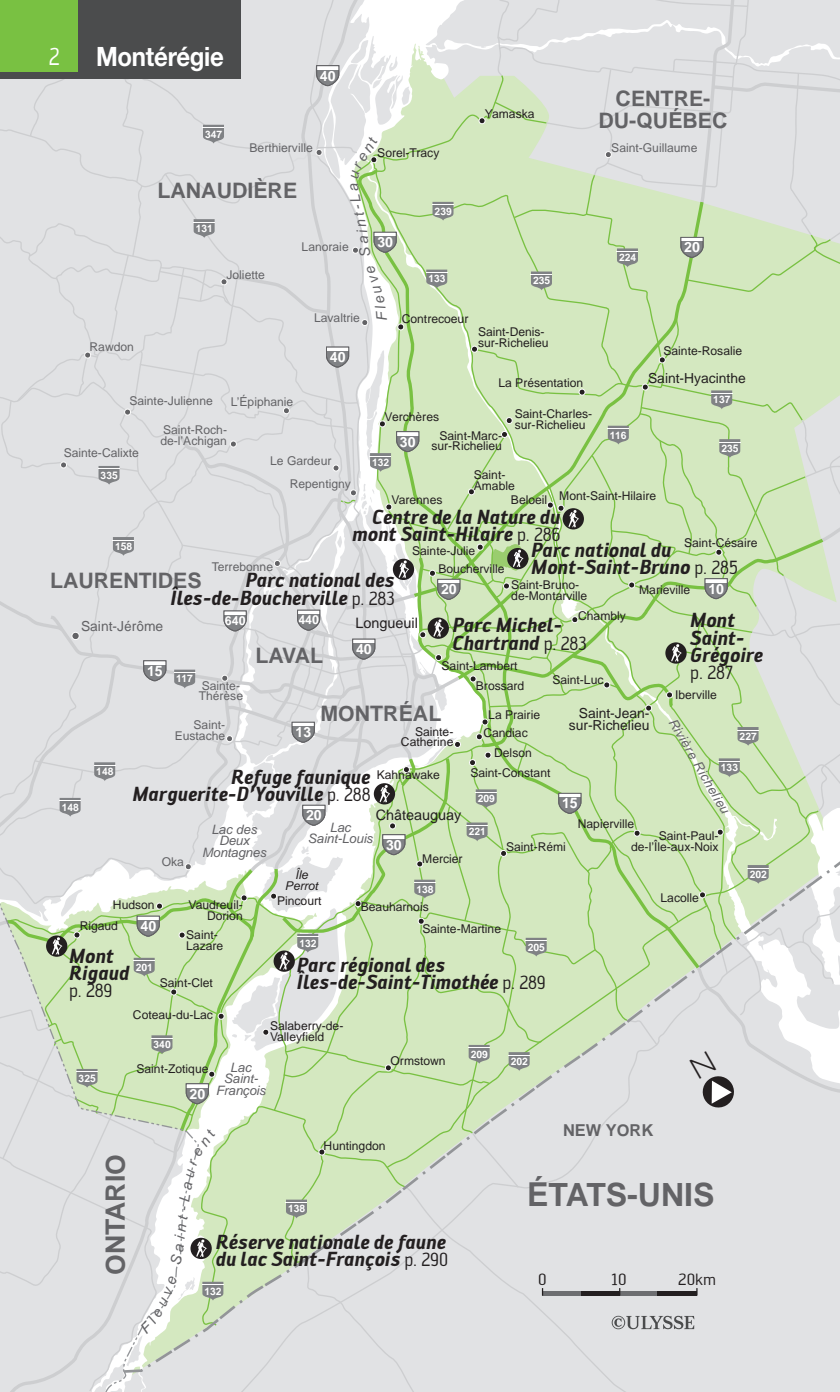 2 Montérégie
40
CENTRE-
DU-QUÉBEC
Yamaska
347
Berthierville
Sorel-Tracy
Saint-Guillaume
LANAUDIÈRE
Fleuve Saint-Laurent
239
131
30
20
Lanoraie
224
Joliette
133
235
Lavaltrie
Contrecoeur
Saint-Denis-
sur-Richelieu
Rawdon
40
Sainte-Rosalie
La Présentation
Saint-Hyacinthe
137
Sainte-Julienne
L'Épiphanie
Verchères
Saint-Charles-
sur-Richelieu
Saint-Roch-
de-l'Achigan
30
Saint-Marc-
sur-Richelieu
116
235
Sainte-Calixte
335
Le Gardeur
132
Repentigny
Saint-
Amable
Varennes
Beloeil
Mont-Saint-Hilaire
Centre de la Nature du
mont Saint-Hilaire p. 286
158
Sainte-Julie
Parc national du
Mont-Saint-Bruno p. 285
Saint-Césaire
Terrebonne
Boucherville
LAURENTIDES
Parc national des
Îles-de-Boucherville p. 283
20
Saint-Bruno-
de-Montarville
Marieville
10
640
440
Longueuil
Parc Michel-
Chartrand p. 283
Chambly
Mont
Saint-
Grégoire
p. 287
Saint-Jérôme
40
LAVAL
Saint-Lambert
15
117
Sainte-
Thérèse
Brossard
Saint-Luc
Iberville
MONTRÉAL
La Prairie
Saint-Jean-
sur-Richelieu
Saint-
Eustache
13
Sainte-
Catherine
Candiac
Rivière Richelieu
227
Delson
133
148
Refuge faunique
Marguerite-D'Youville p. 288
Kahnawake
Saint-Constant
148
20
209
15
Châteauguay
Lac des
Deux
Montagnes
Lac
Saint-Louis
30
221
Napierville
Saint-Paul-
de-l'Île-aux-Noix
Oka
Mercier
Saint-Rémi
Île
Perrot
138
202
Hudson
Vaudreuil-
Dorion
Pincourt
Beauharnois
Lacolle
Rigaud
40
Saint-
Lazare
Sainte-Martine
132
205
Mont
Rigaud
p. 289
201
Parc régional des
Îles-de-Saint-Timothée p. 289
Saint-Clet
Coteau-du-Lac
Salaberry-de-
Valleyfield
340
Saint-Zotique
Lac
Saint-
François
Ormstown
209
202
325
20
N
NEW YORK
Huntingdon
ONTARIO
Fleuve Saint-Laurent
ÉTATS-UNIS
138
Réserve nationale de faune
du lac Saint-François p. 290
132
0 10 20km
©ULYSSE